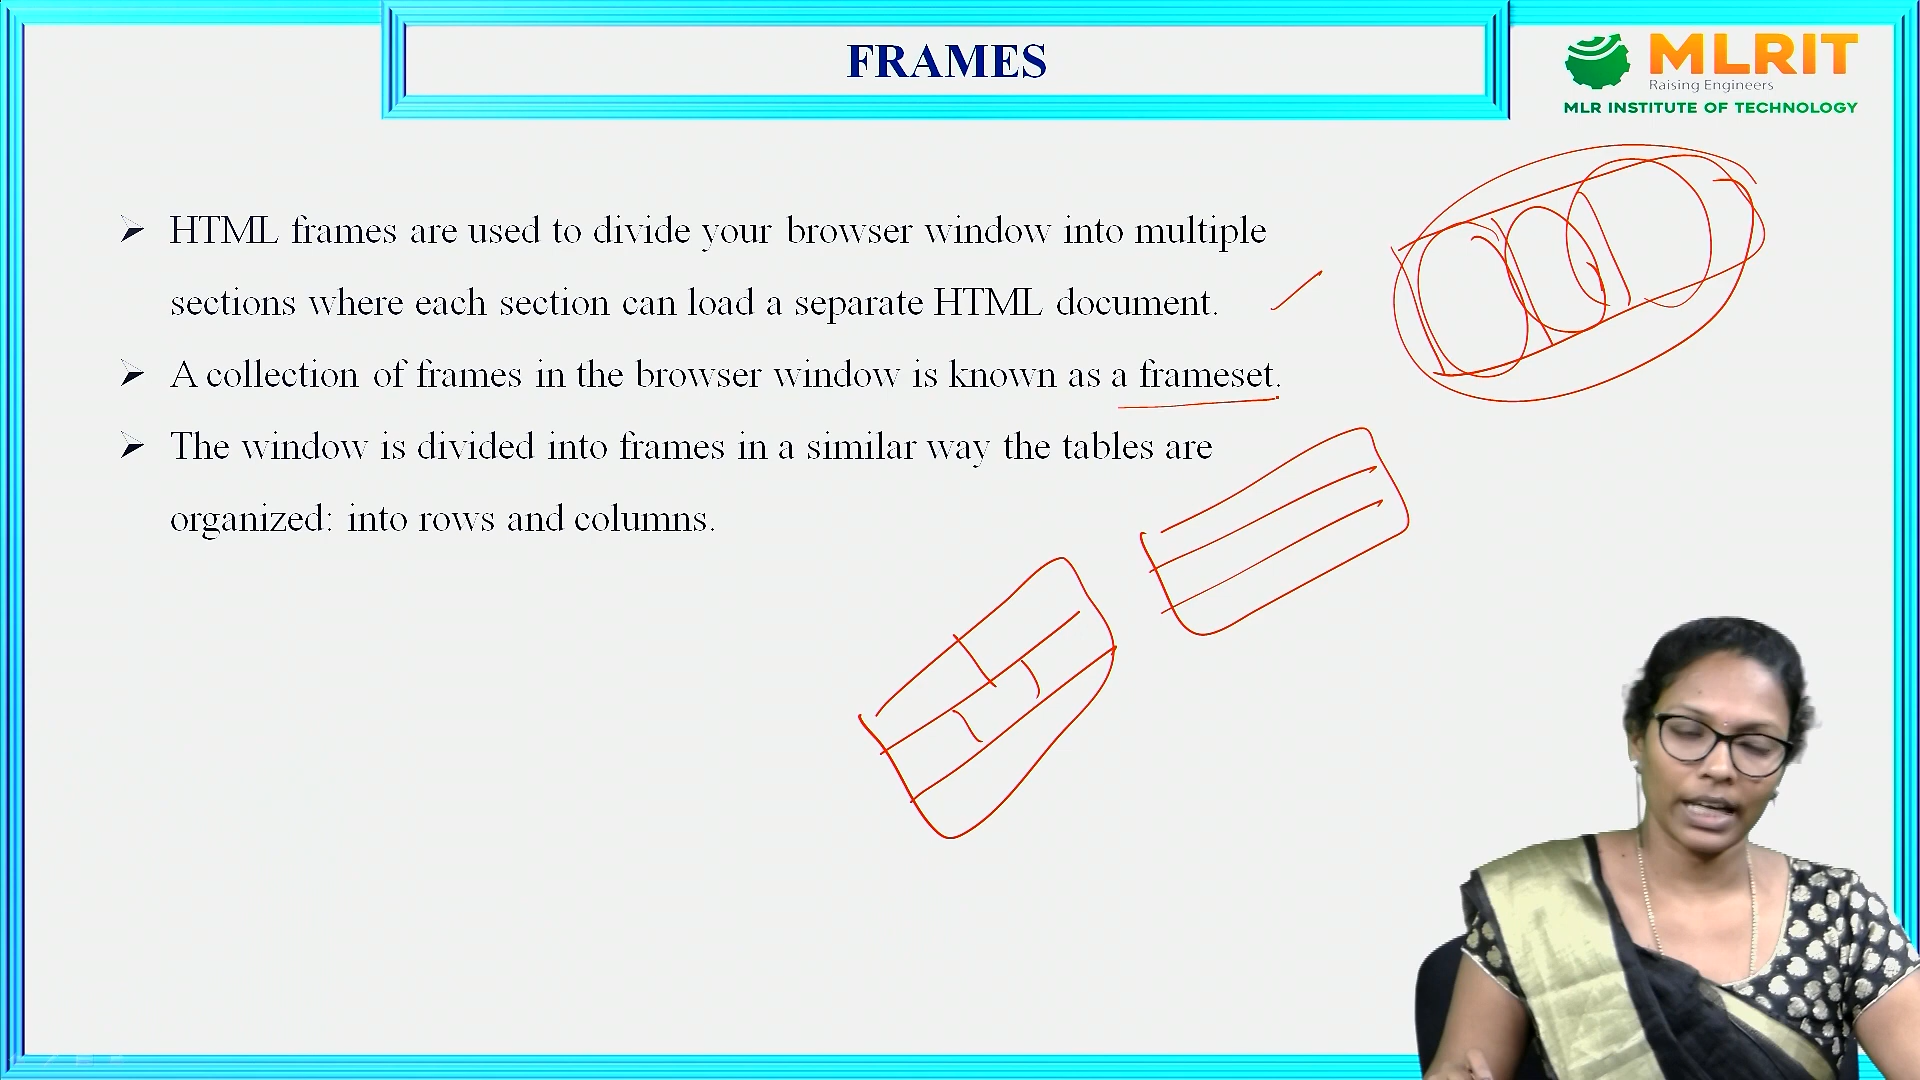 FRAMES
MLRIT
Raising Engineers
MLR INSTITUTE OF TECHNOLOGY
HTML frames are used to divide your browser window into multiple
sections where each section can load a separate HTML document.
A collection of frames in the browser window is known as a frameset.
The window is divided into frames in a similar way the tables are
organized: into rows and columns.